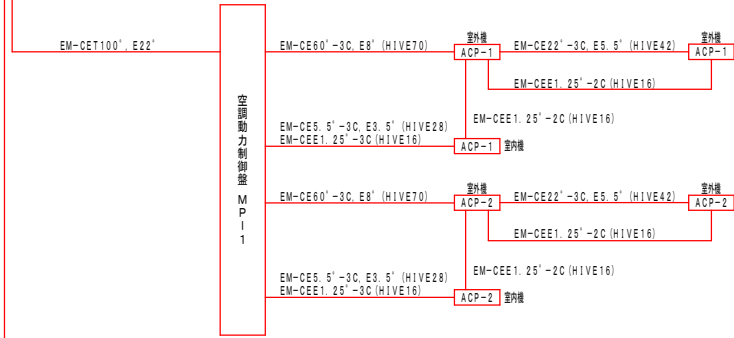 EM-CET100°, E22°
空調動力制御盤 MPI1
EM-CE60°-3C, E8° (HIVE70)
室外機
ACP-1
EM-CE22°-3C, E5.5° (HIVE42)
室外機
ACP-1
EM-CEE1.25°-2C (HIVE16)
EM-CEE1.25°-2C (HIVE16)
EM-CE5.5°-3C, E3.5° (HIVE28)
EM-CEE1.25°-3C (HIVE16)
ACP-1 室内機
EM-CE60°-3C, E8° (HIVE70)
室外機
ACP-2
EM-CE22°-3C, E5.5° (HIVE42)
室外機
ACP-2
EM-CEE1.25°-2C (HIVE16)
EM-CEE1.25°-2C (HIVE16)
EM-CE5.5°-3C, E3.5° (HIVE28)
EM-CEE1.25°-3C (HIVE16)
ACP-2 室内機